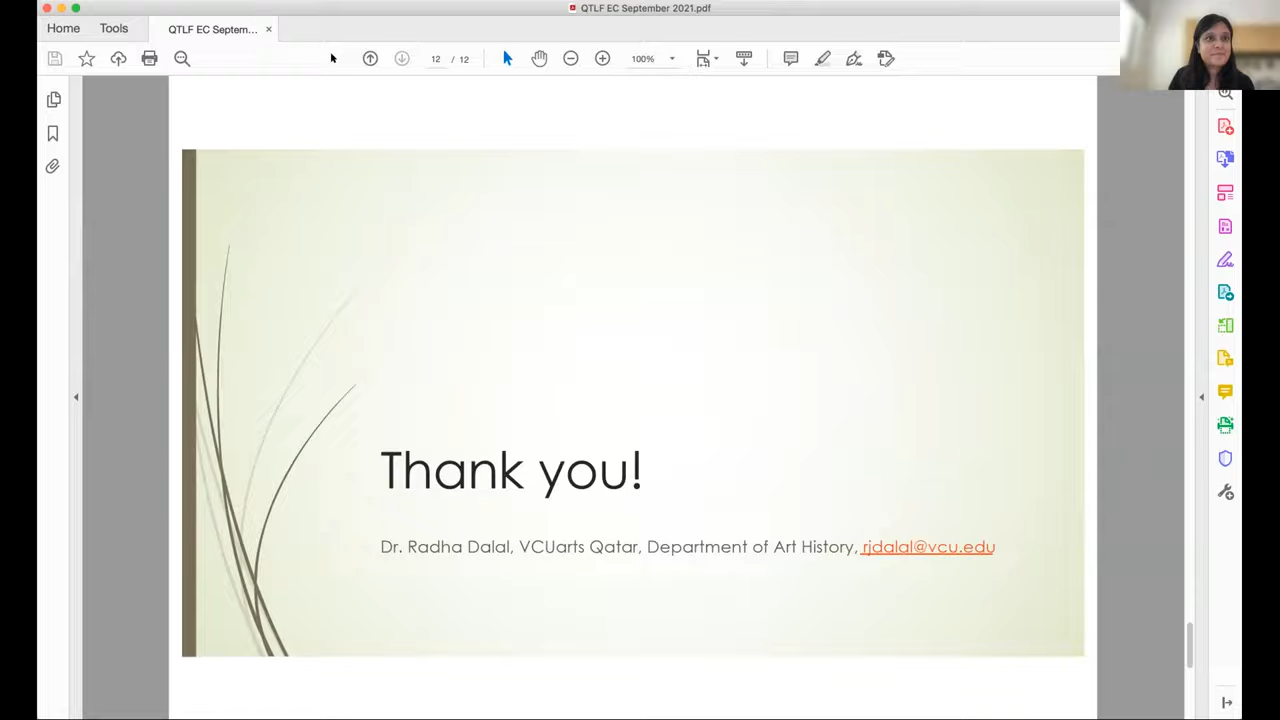 QTLF EC September 2021.pdf
Home
Tools
QTLF EC Septem...
12 / 12
100%
Thank you!
Dr. Radha Dalal, VCUarts Qatar, Department of Art History, rjdalal@vcu.edu